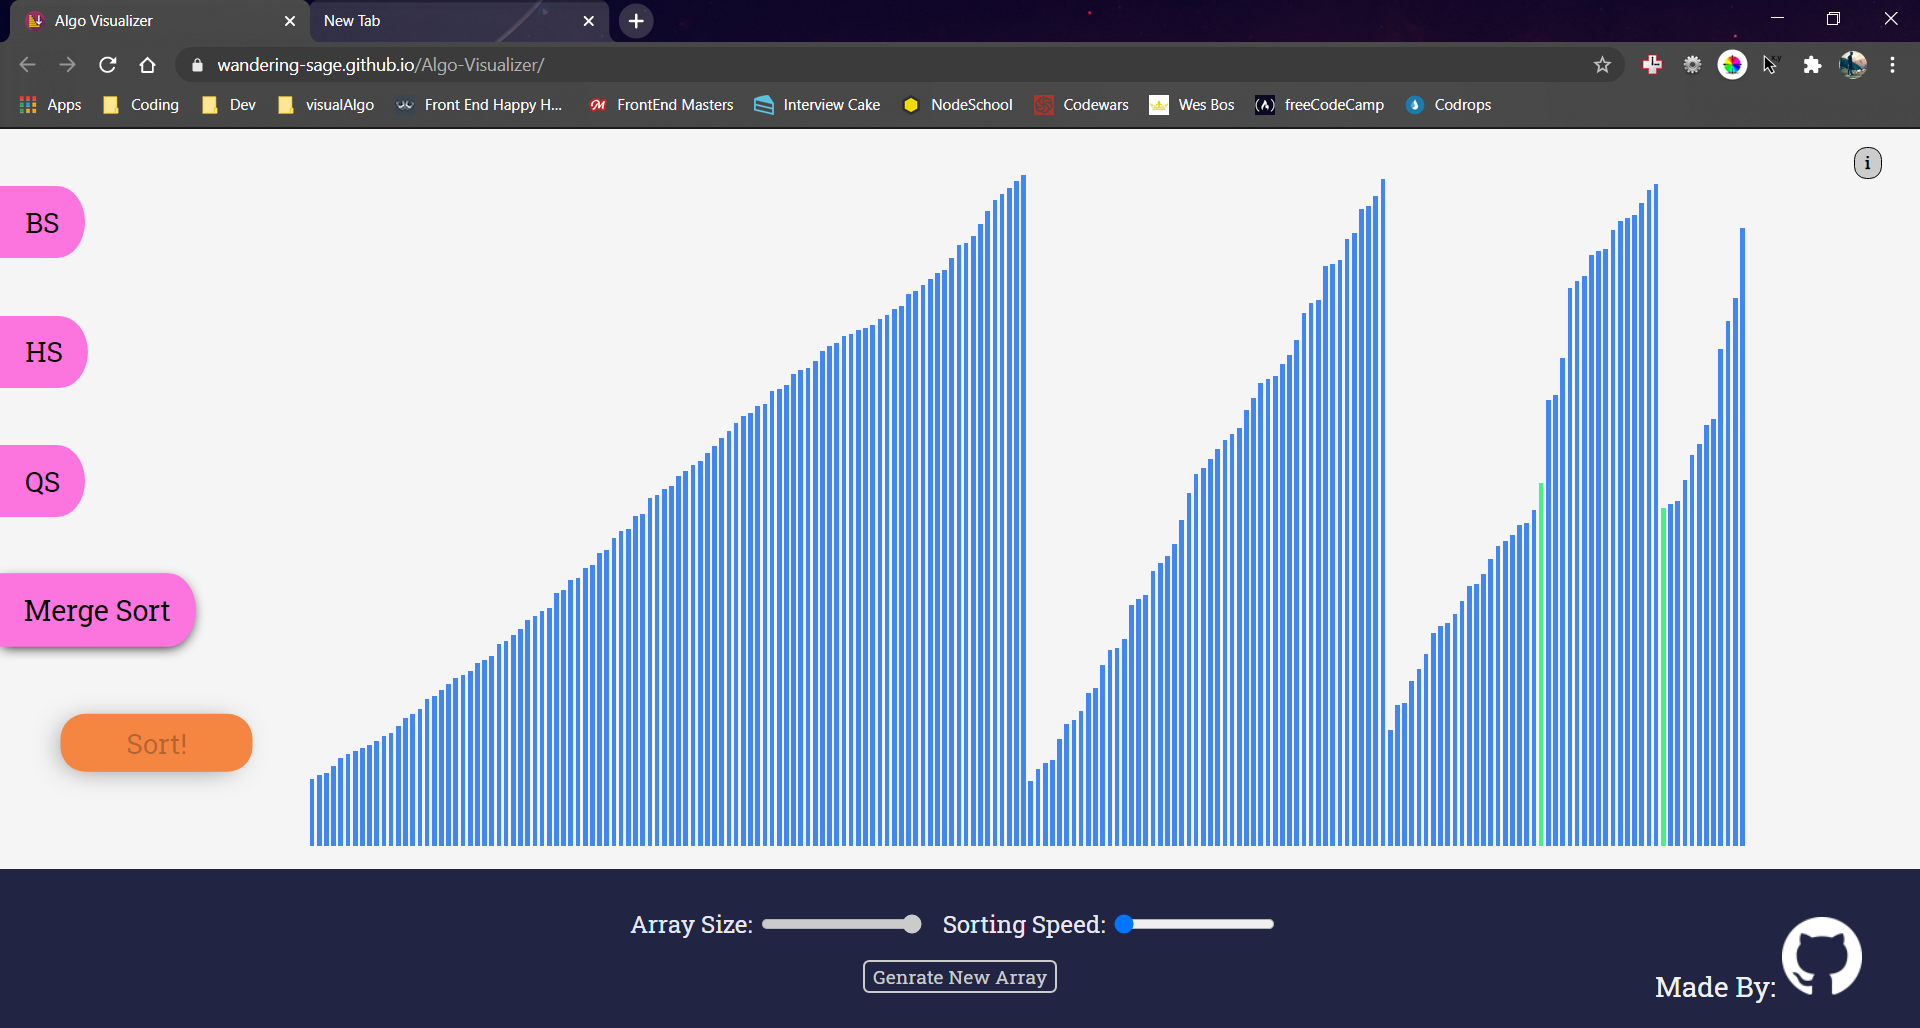 Algo Visualizer
New Tab
wandering-sage.github.io/Algo-Visualizer/
Apps
Coding
Dev
visualAlgo
Front End Happy H...
FrontEnd Masters
Interview Cake
NodeSchool
Codewars
Wes Bos
freeCodeCamp
Codrops
i
BS
HS
QS
Merge Sort
Sort!
Array Size:
Sorting Speed:
Genrate New Array
Made By: